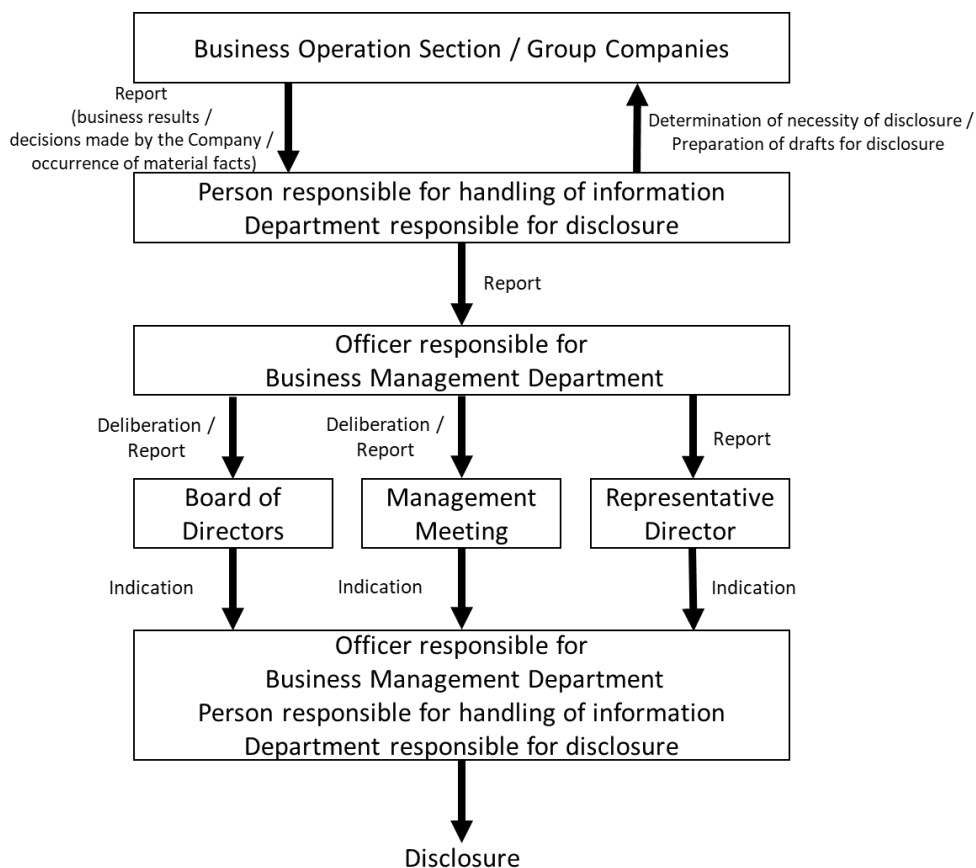 Business Operation Section / Group Companies
Report
(business results /
decisions made by the Company /
occurrence of material facts)
Determination of necessity of disclosure /
Preparation of drafts for disclosure
Person responsible for handling of information
Department responsible for disclosure
Report
Officer responsible for
Business Management Department
Deliberation /
Report
Deliberation /
Report
Report
Board of
Directors
Management
Meeting
Representative
Director
Indication
Indication
Indication
Officer responsible for
Business Management Department
Person responsible for handling of information
Department responsible for disclosure
Disclosure